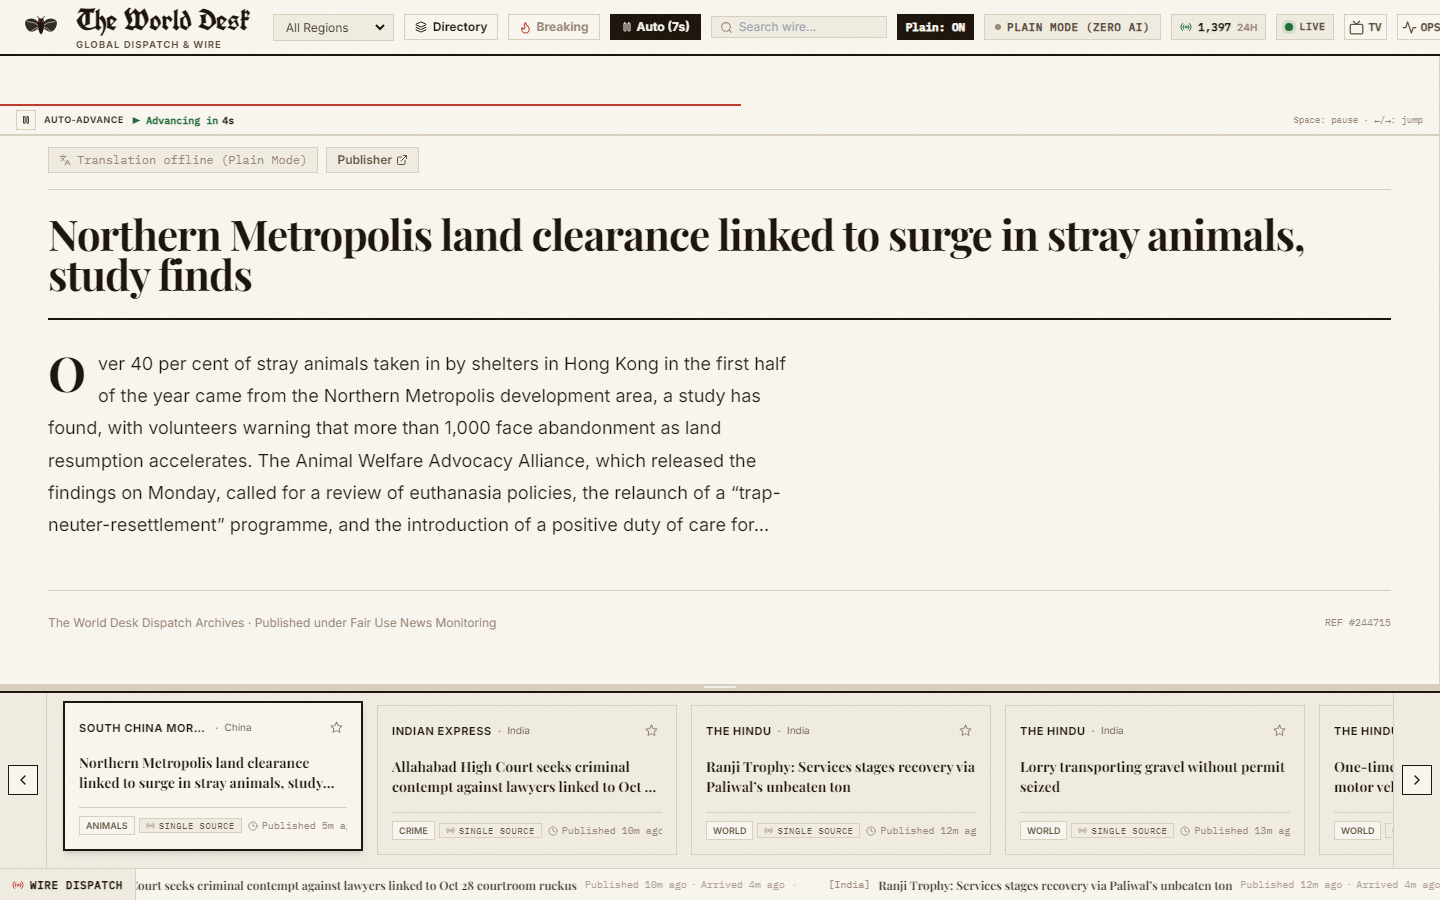 The World Desk
GLOBAL DISPATCH & WIRE
All Regions
Directory
Breaking
Auto (7s)
Search wire...
Plain: ON
PLAIN MODE (ZERO AI)
1,397 24H
LIVE
TV
OPS
AUTO-ADVANCE
Advancing in 4s
Space: pause · ←/→: jump
Translation offline (Plain Mode)
Publisher
Northern Metropolis land clearance linked to surge in stray animals,
study finds
Over 40 per cent of stray animals taken in by shelters in Hong Kong in the first half
of the year came from the Northern Metropolis development area, a study has
found, with volunteers warning that more than 1,000 face abandonment as land
resumption accelerates. The Animal Welfare Advocacy Alliance, which released the
findings on Monday, called for a review of euthanasia policies, the relaunch of a “trap-
neuter-resettlement” programme, and the introduction of a positive duty of care for...
The World Desk Dispatch Archives · Published under Fair Use News Monitoring
REF #244715
SOUTH CHINA MOR... · China
Northern Metropolis land clearance
linked to surge in stray animals, study...
ANIMALS
SINGLE SOURCE
Published 5m a
INDIAN EXPRESS · India
Allahabad High Court seeks criminal
contempt against lawyers linked to Oct ...
CRIME
SINGLE SOURCE
Published 10m ago
THE HINDU · India
Ranji Trophy: Services stages recovery via
Paliwal's unbeaten ton
WORLD
SINGLE SOURCE
Published 12m ag
THE HINDU · India
Lorry transporting gravel without permit
seized
WORLD
SINGLE SOURCE
Published 13m ag
THE HINDU
One-time
motor vel
WORLD
WIRE DISPATCH
Court seeks criminal contempt against lawyers linked to Oct 28 courtroom ruckus Published 10m ago · Arrived 4m ago ·
[India] Ranji Trophy: Services stages recovery via Paliwal's unbeaten ton Published 12m ago · Arrived 4m ago